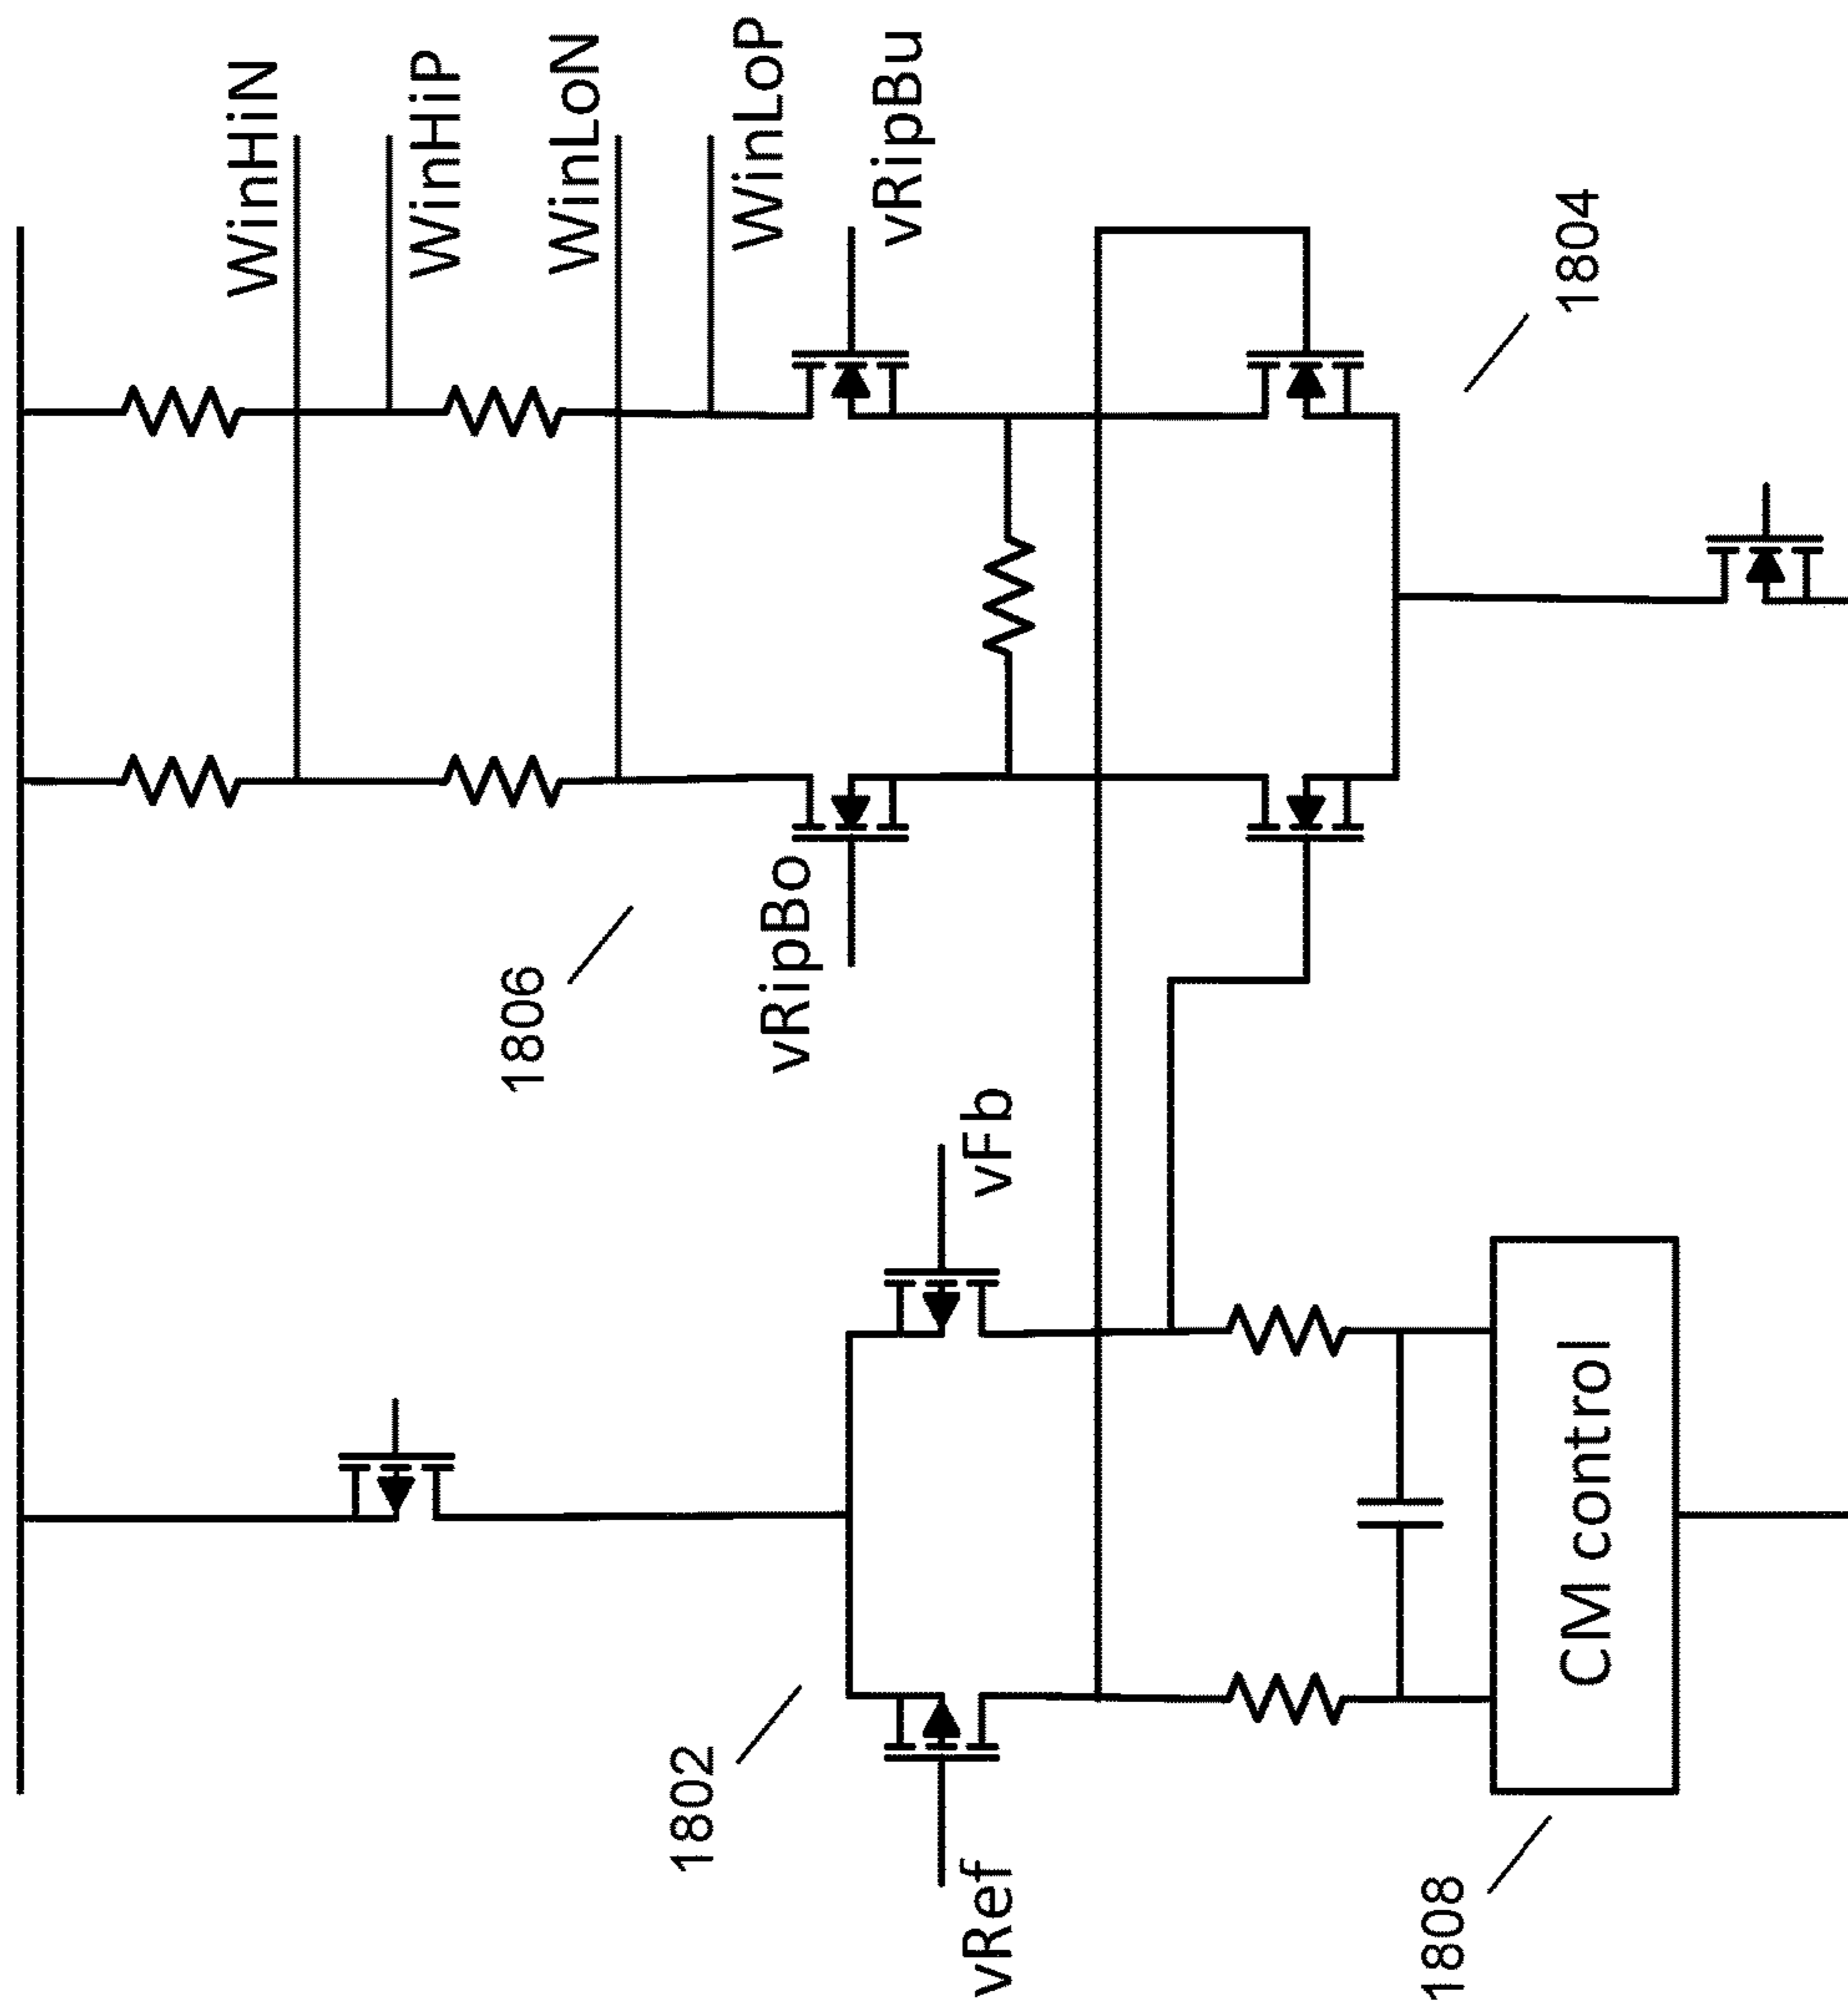 WinHiN
WinHiP
WinLoN
WinLoP
vRipBu
1804
1806
vRipBo
vFb
1802
vRef
CM control
1808